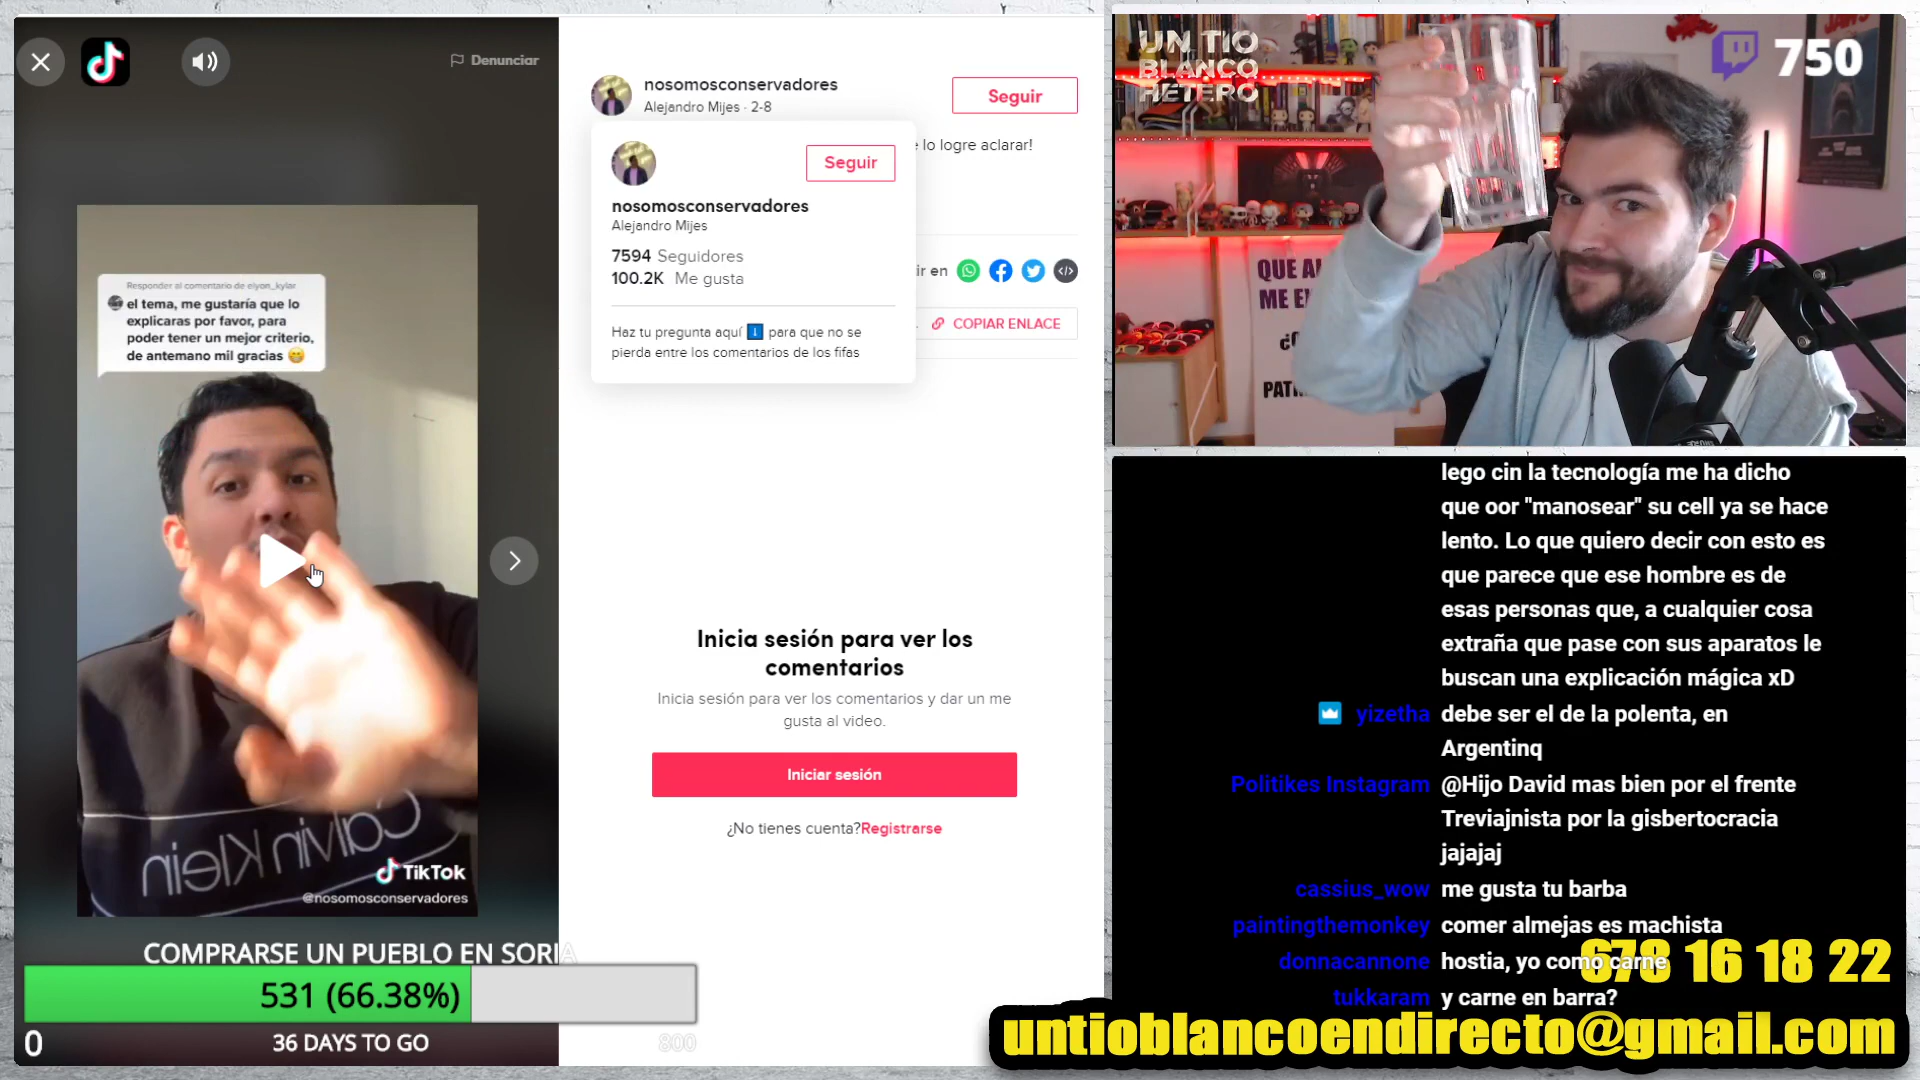 Denunciar
Responder al comentario de elyon_kylar
el tema, me gustaría que lo
explicaras por favor, para
poder tener un mejor criterio,
de antemano mil gracias 😁
Calvin Klein
TikTok
@nosomosconservadores
COMPRARSE UN PUEBLO EN SORIA
531 (66.38%)
0
36 DAYS TO GO
800
nosomosconservadores
Alejandro Mijes · 2-8
Seguir
lo logre aclarar!
Seguir
nosomosconservadores
Alejandro Mijes
7594 Seguidores
100.2K Me gusta
Haz tu pregunta aquí ⬇️ para que no se
pierda entre los comentarios de los fifas
ir en
COPIAR ENLACE
Inicia sesión para ver los
comentarios
Inicia sesión para ver los comentarios y dar un me
gusta al video.
Iniciar sesión
¿No tienes cuenta?Registrarse
UN TIO
BLANCO
HETERO
750
JAWS
QUE AL
ME EN
PATRI
lego cin la tecnología me ha dicho
que oor "manosear" su cell ya se hace
lento. Lo que quiero decir con esto es
que parece que ese hombre es de
esas personas que, a cualquier cosa
extraña que pase con sus aparatos le
buscan una explicación mágica xD
yizetha debe ser el de la polenta, en
Argentinq
Politikes Instagram @Hijo David mas bien por el frente
Treviajnista por la gisbertocracia
jajajaj
cassius_wow me gusta tu barba
paintingthemonkey comer almejas es machista
donnacannone hostia, yo como carne
tukkaram y carne en barra?
678 16 18 22
untioblancoendirecto@gmail.com